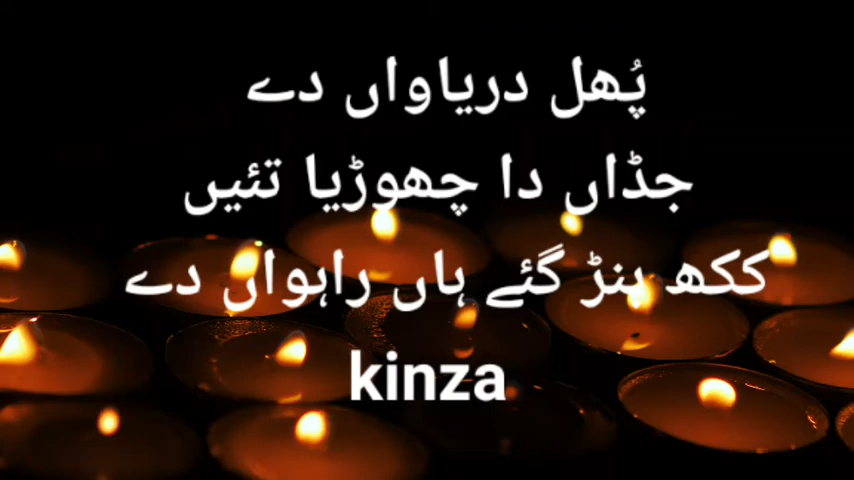 پُھل دریاواں دے
جڈاں دا چھوڑیا تئیں
ککھ بنڑ گئے ہاں راہواں دے
kinza